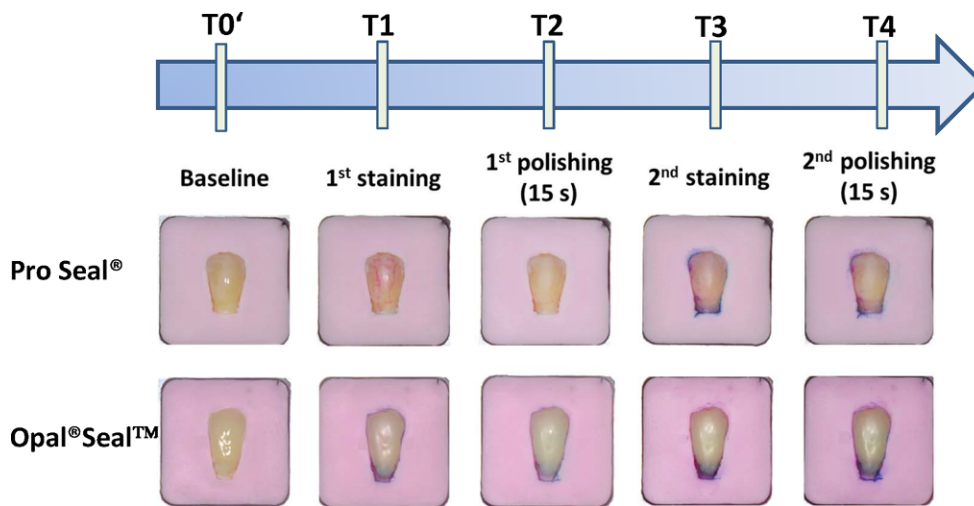 T0‘ T1 T2 T3 T4
Baseline 1st staining 1st polishing (15 s) 2nd staining 2nd polishing (15 s)
Pro Seal®
Opal®Seal™